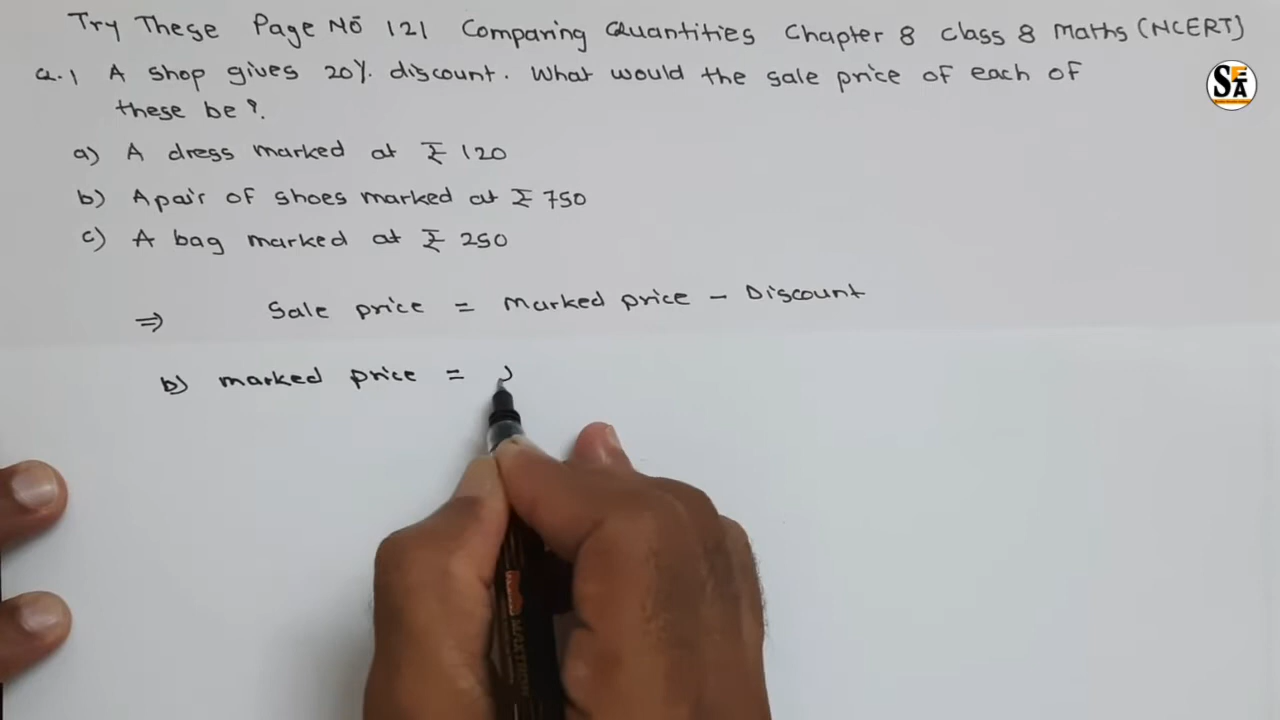 Try These Page No 121 Comparing Quantities Chapter 8 class 8 Maths (NCERT)
Q.1 A shop gives 20% discount. What would the sale price of each of
these be?.
a) A dress marked at ₹ 120
b) A pair of shoes marked at ₹ 750
c) A bag marked at ₹ 250
⇒ Sale price = Marked price - Discount
b) marked price =
SEA
MAXTRON